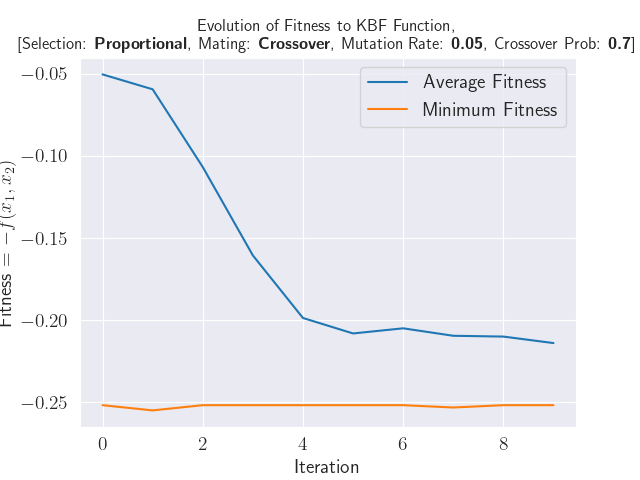 Evolution of Fitness to KBF Function,
[Selection: Proportional, Mating: Crossover, Mutation Rate: 0.05, Crossover Prob: 0.7]
Average Fitness
Minimum Fitness
−0.05
−0.10
−0.15
−0.20
−0.25
Fitness = −f(x₁, x₂)
0 2 4 6 8
Iteration